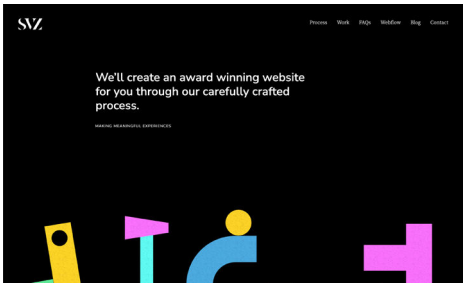 SVZ
Process Work FAQs Webflow Blog Contact
We'll create an award winning website
for you through our carefully crafted
process.
MAKING MEANINGFUL EXPERIENCES